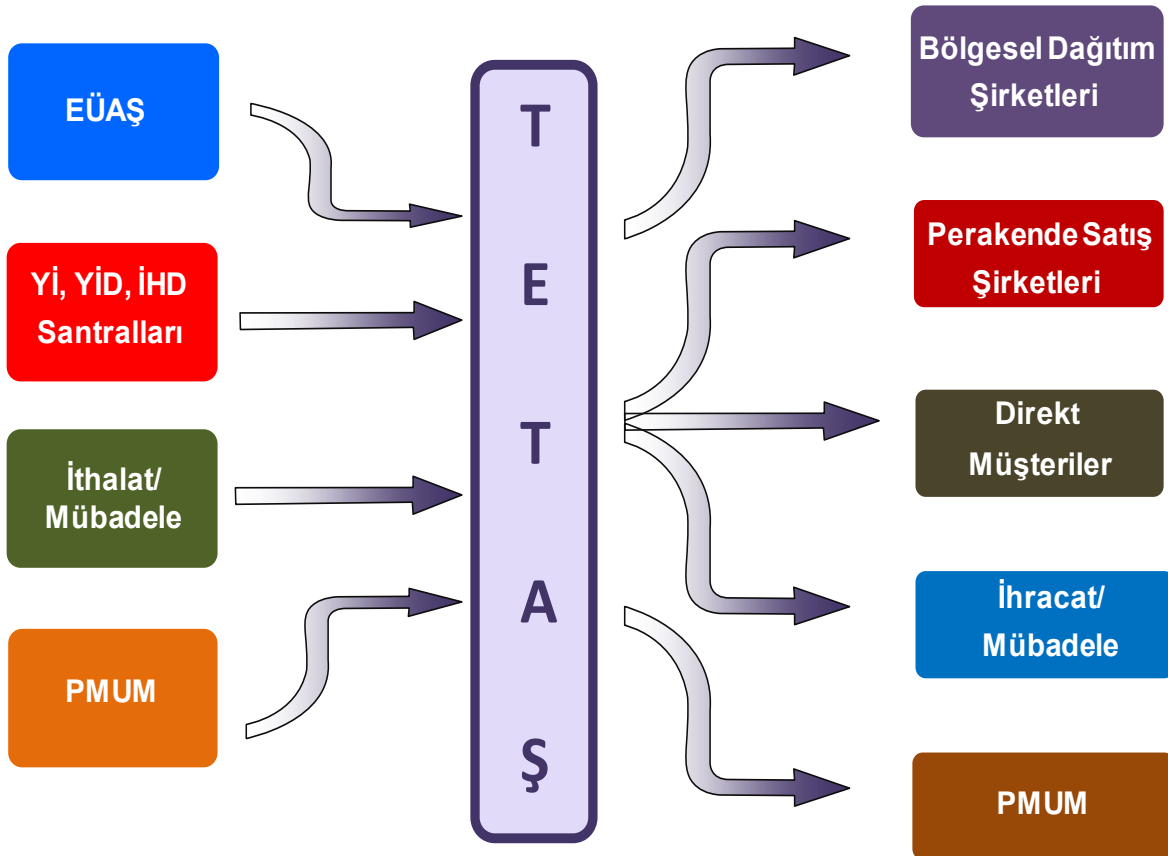 EÜAŞ
Yİ, YİD, İHD
Santralları
İthalat/
Mübadele
PMUM
T
E
T
T
A
Ş
Bölgesel Dağıtım
Şirketleri
Perakende Satış
Şirketleri
Direkt
Müşteriler
İhracat/
Mübadele
PMUM